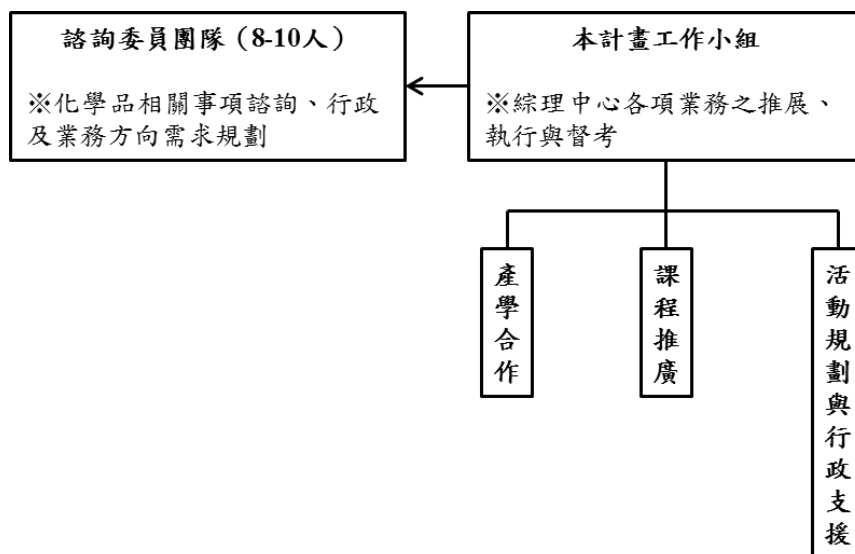 諮詢委員團隊（8-10人）
※化學品相關事項諮詢、行政
及業務方向需求規劃
本計畫工作小組
※綜理中心各項業務之推展、
執行與督考
產學合作
課程推廣
活動規劃與行政支援